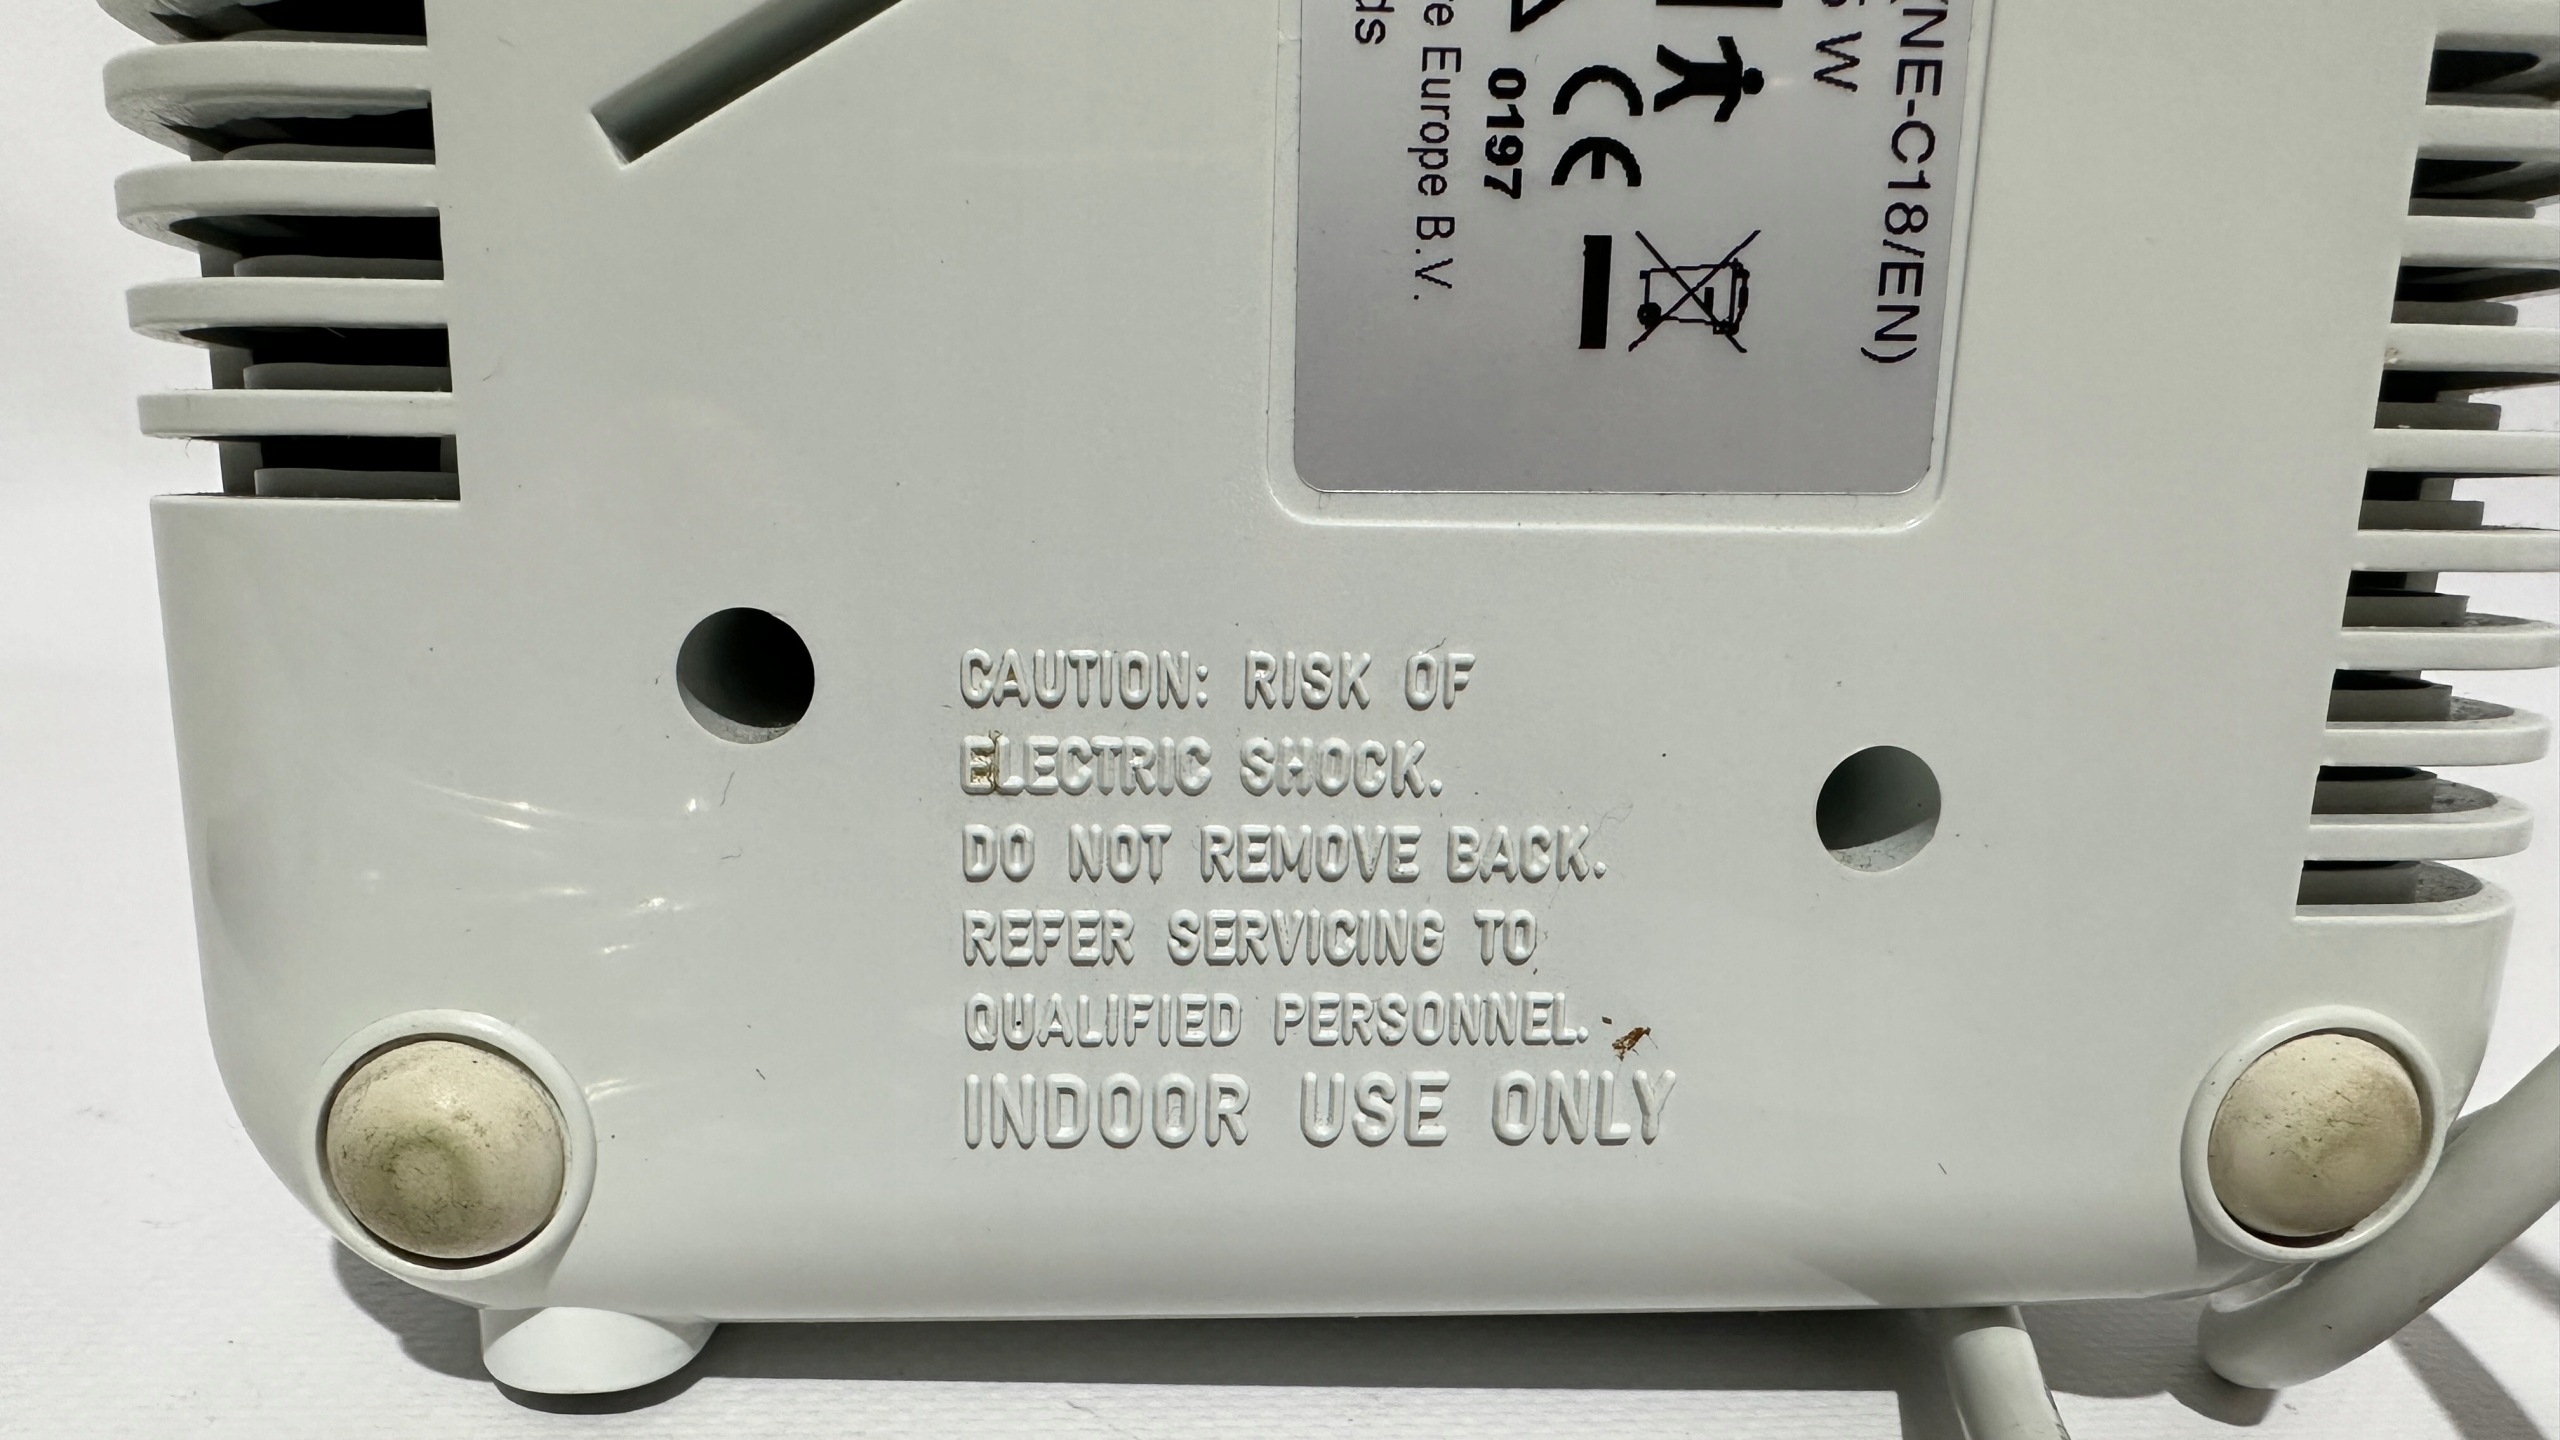 NE-C18/EN)
W
CE
0197
Europe B.V.
CAUTION: RISK OF
ELECTRIC SHOCK.
DO NOT REMOVE BACK.
REFER SERVICING TO
QUALIFIED PERSONNEL.
INDOOR USE ONLY